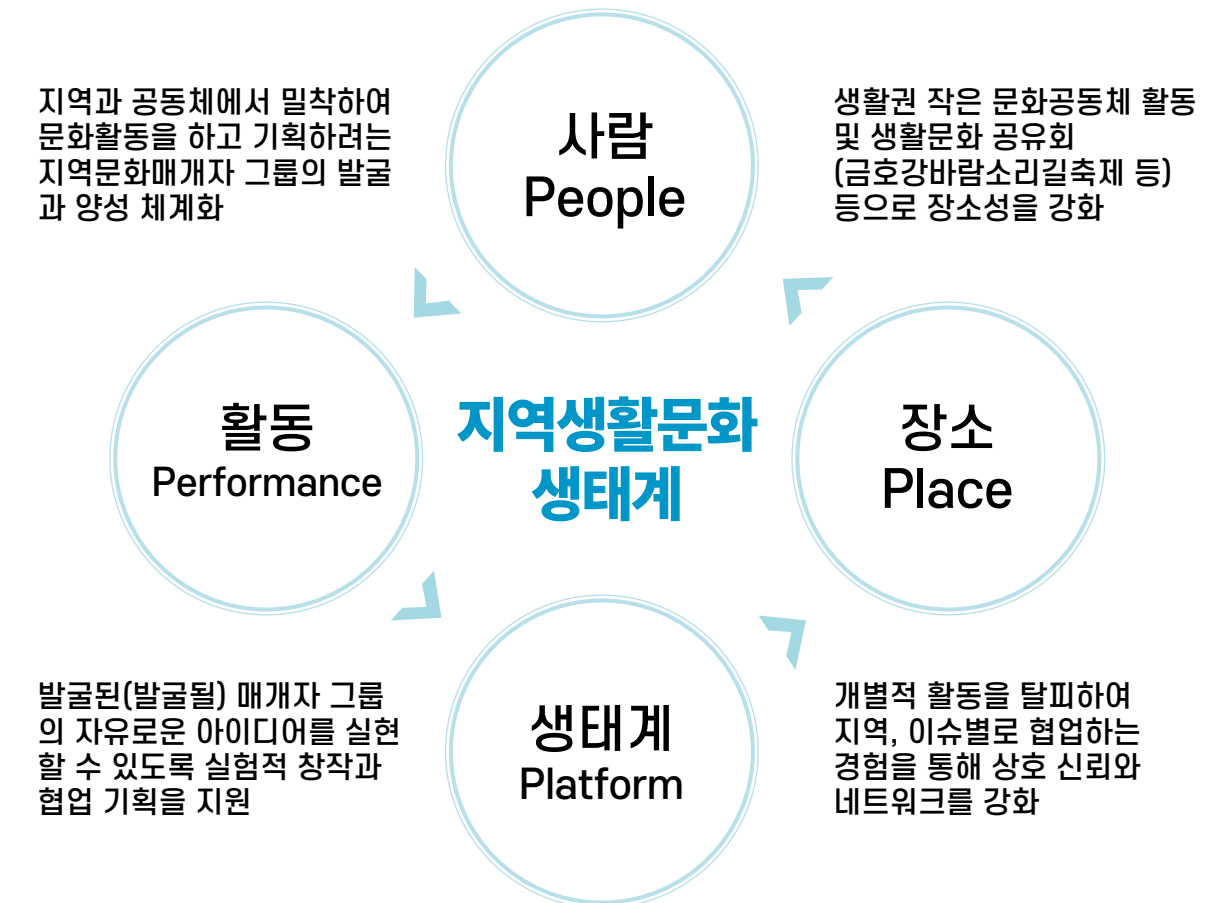 지역과 공동체에서 밀착하여
문화활동을 하고 기획하려는
지역문화매개자 그룹의 발굴
과 양성 체계화
사람
People
생활권 작은 문화공동체 활동
및 생활문화 공유회
(금호강바람소리길축제 등)
등으로 장소성을 강화
활동
Performance
지역생활문화
생태계
장소
Place
발굴된(발굴될) 매개자 그룹
의 자유로운 아이디어를 실현
할 수 있도록 실험적 창작과
협업 기획을 지원
생태계
Platform
개별적 활동을 탈피하여
지역, 이슈별로 협업하는
경험을 통해 상호 신뢰와
네트워크를 강화